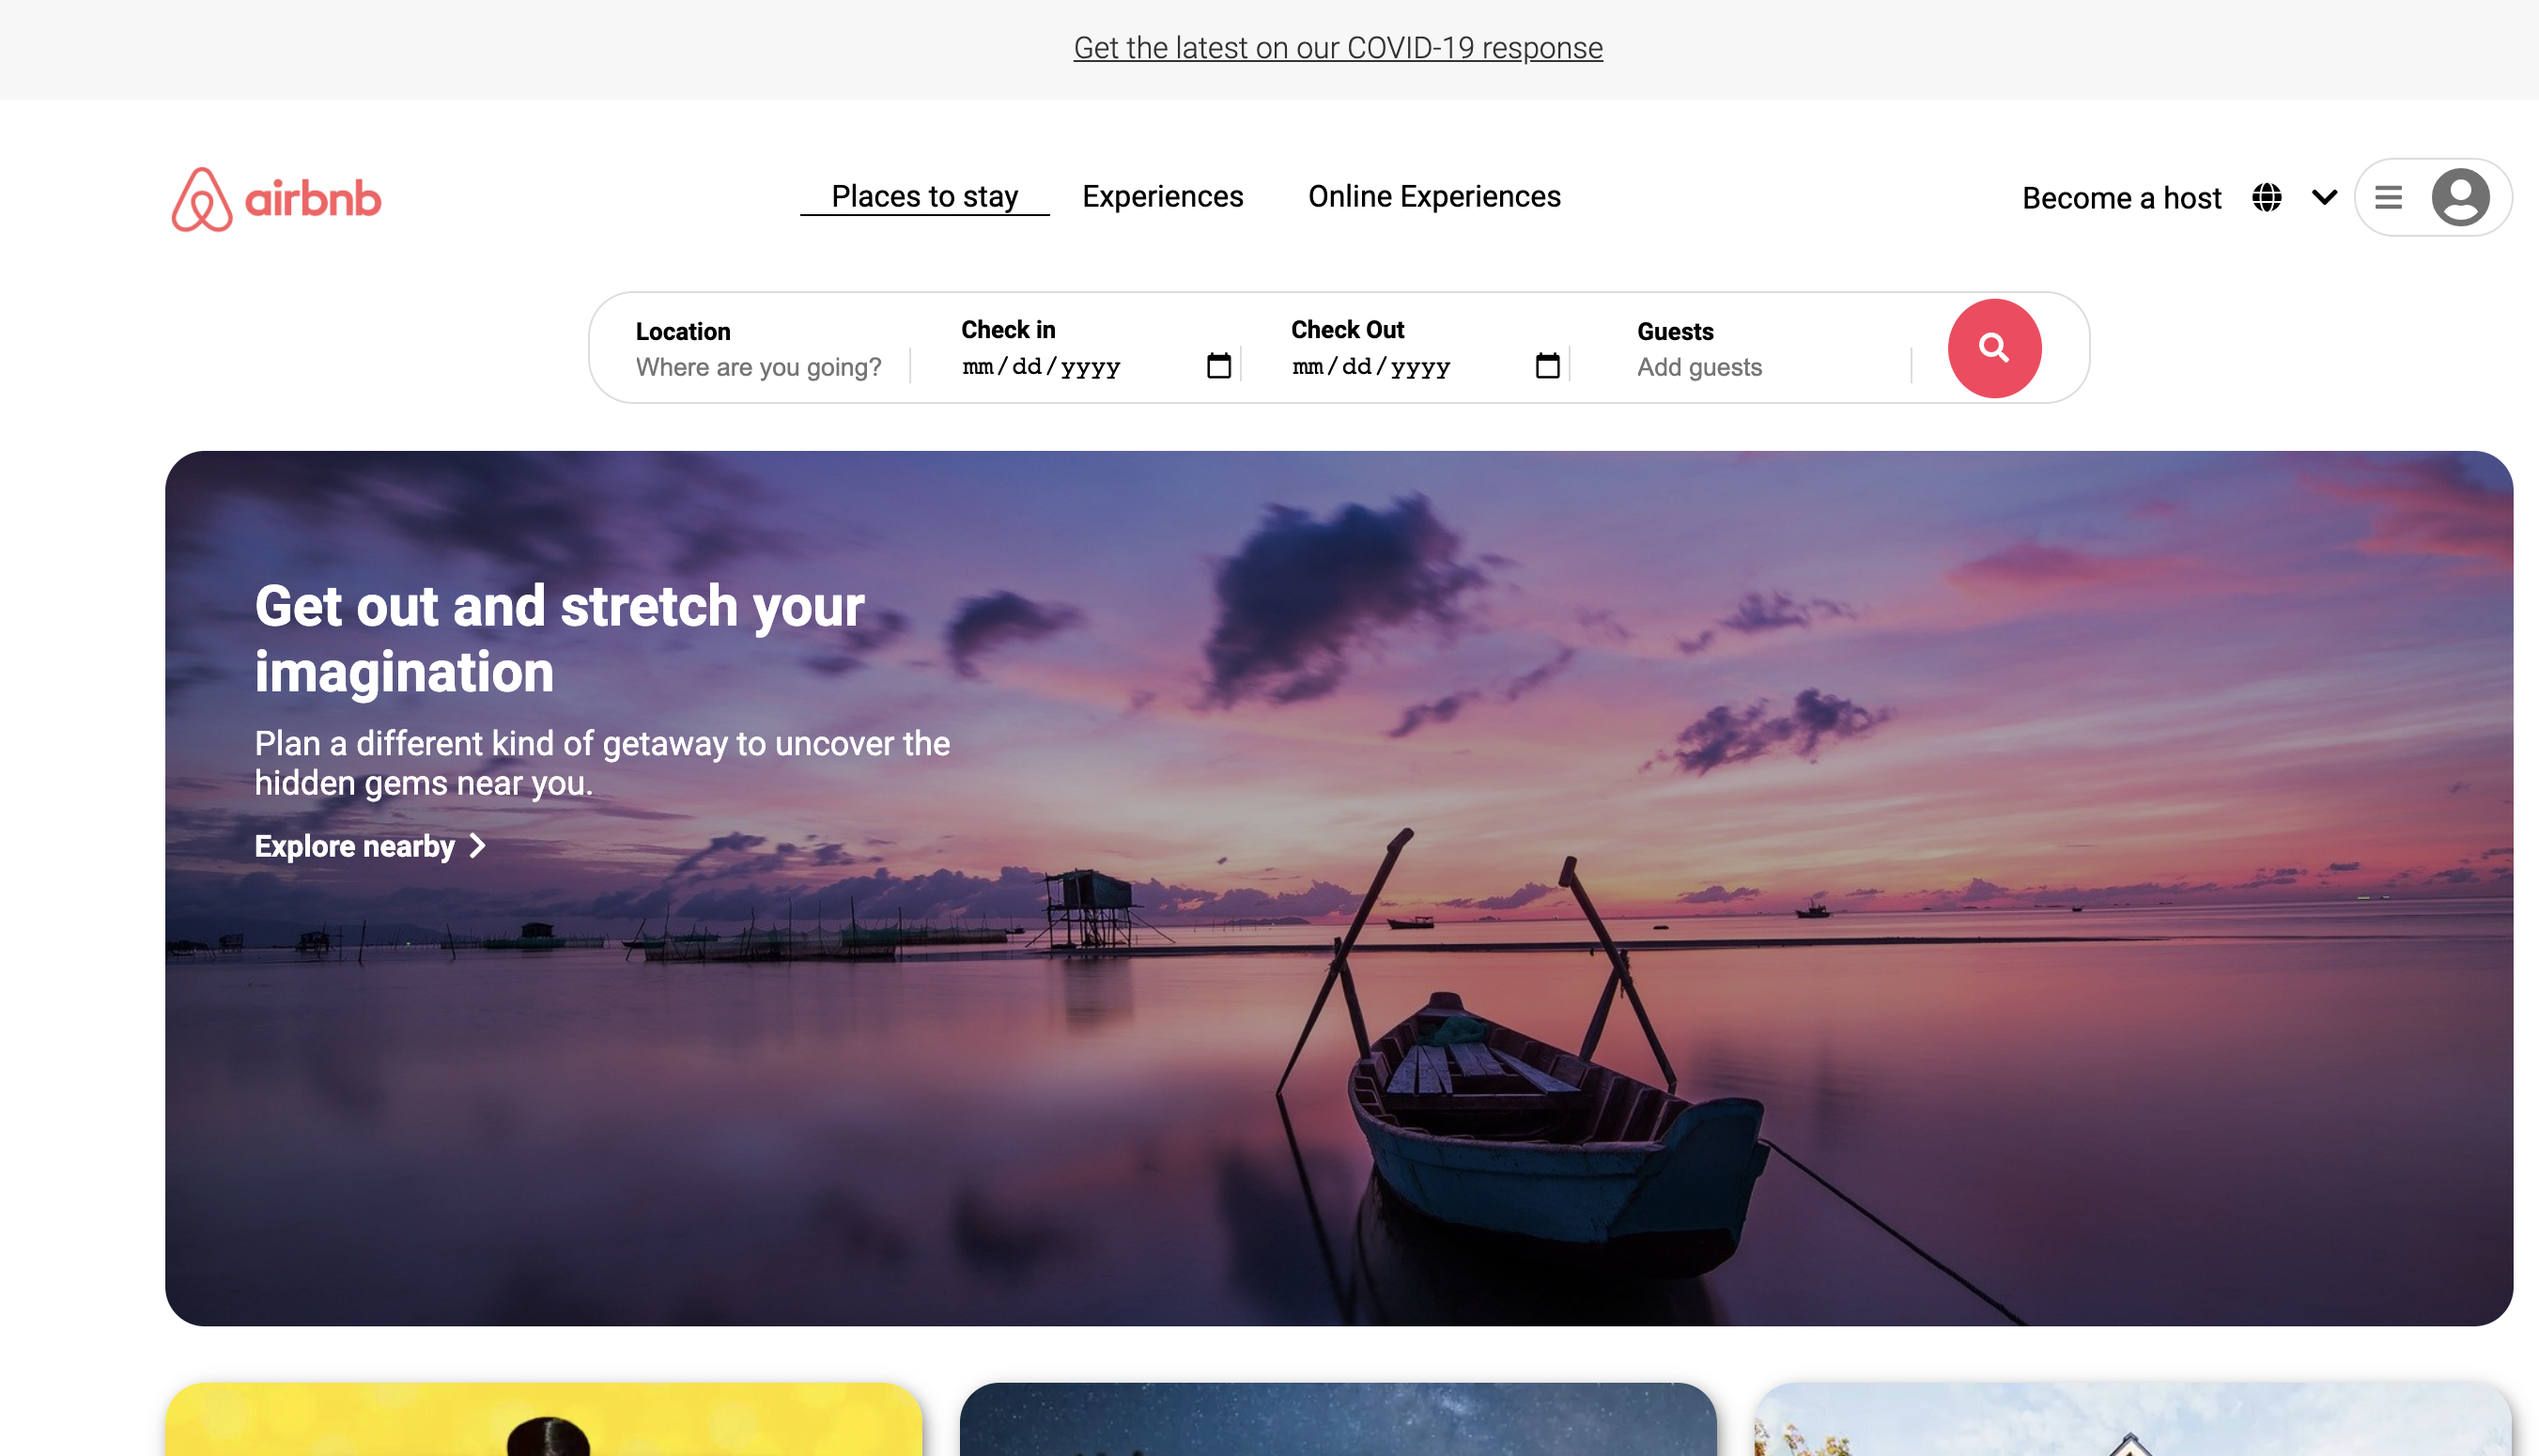 Get the latest on our COVID-19 response
airbnb
Places to stay
Experiences
Online Experiences
Become a host
Location
Where are you going?
Check in
mm/dd/yyyy
Check Out
mm/dd/yyyy
Guests
Add guests
Get out and stretch your
imagination
Plan a different kind of getaway to uncover the
hidden gems near you.
Explore nearby